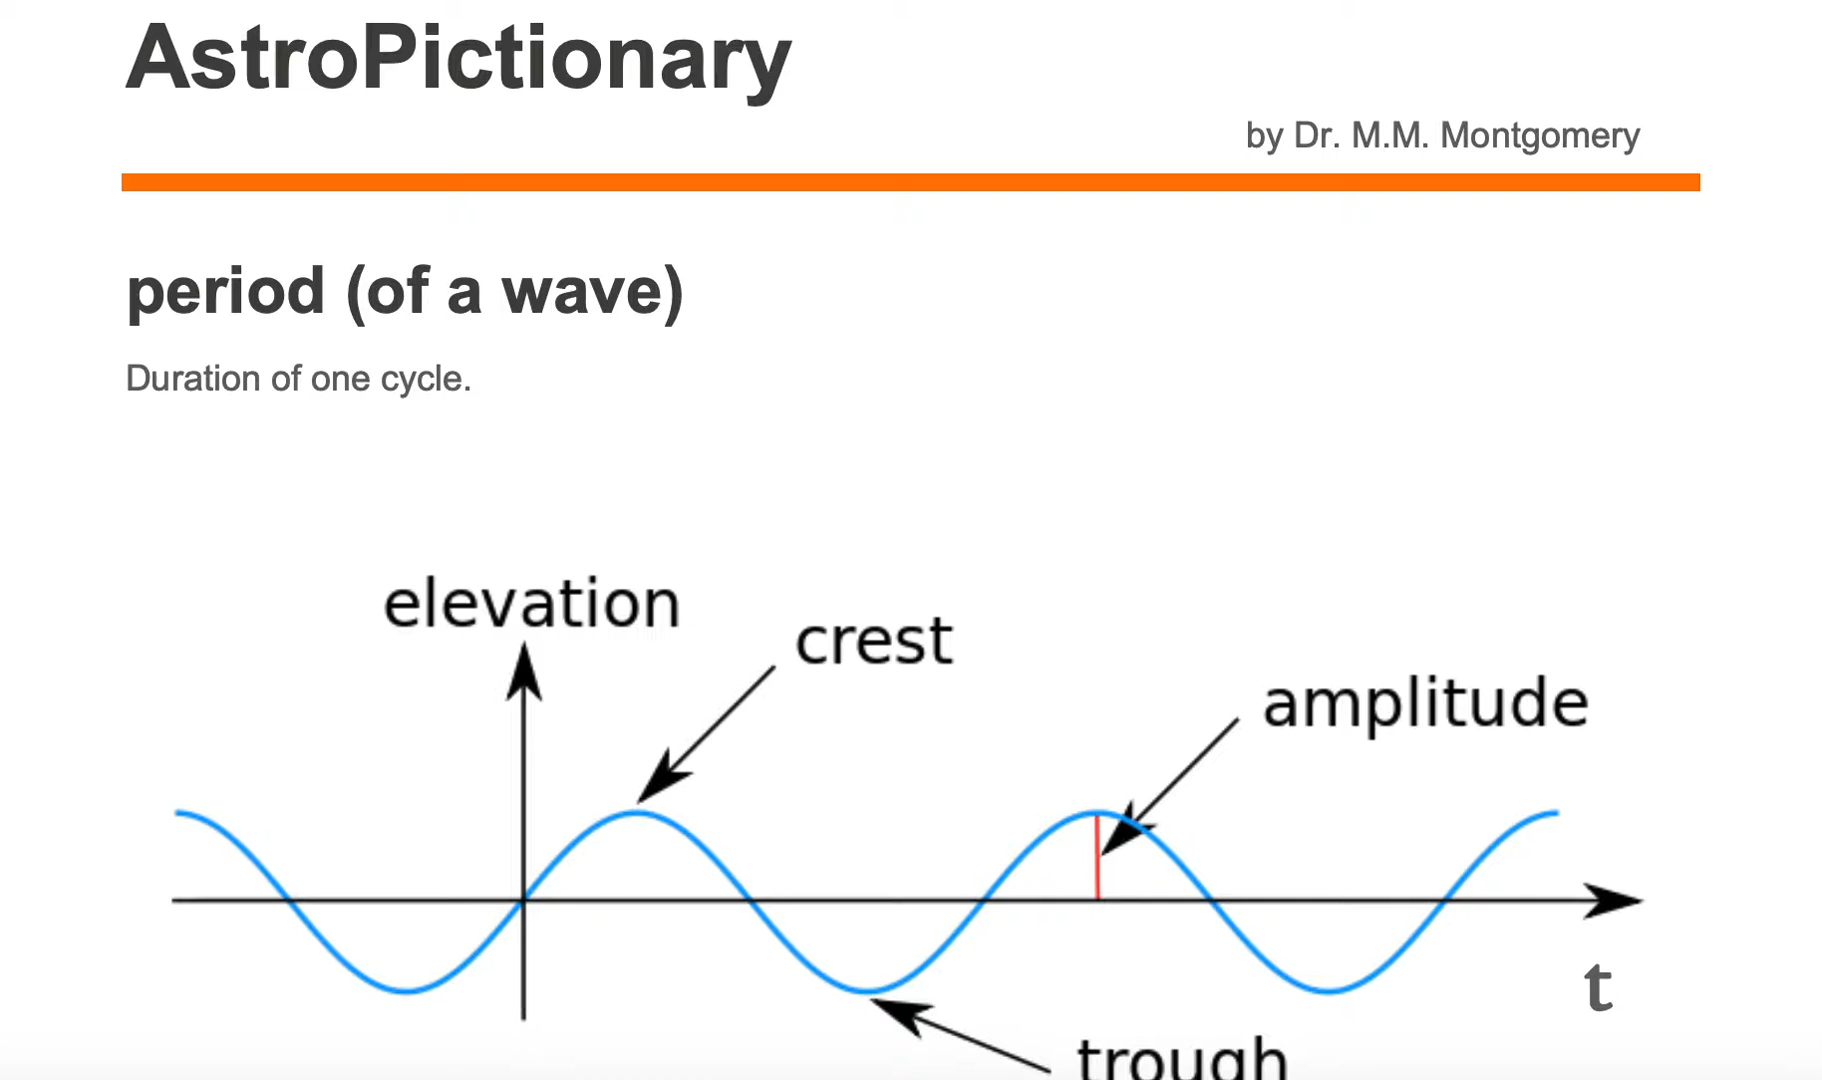 AstroPictionary
by Dr. M.M. Montgomery
period (of a wave)
Duration of one cycle.
elevation
crest
amplitude
t
trough